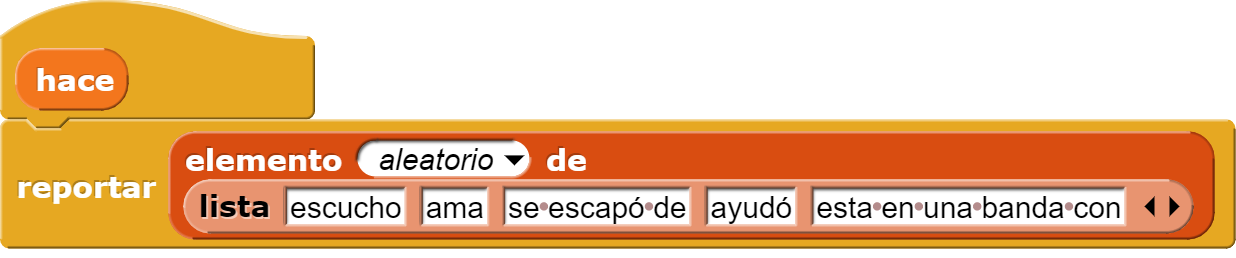 hace
elemento aleatorio de
reportar
lista escucho ama se escapó de ayudó esta en una banda con